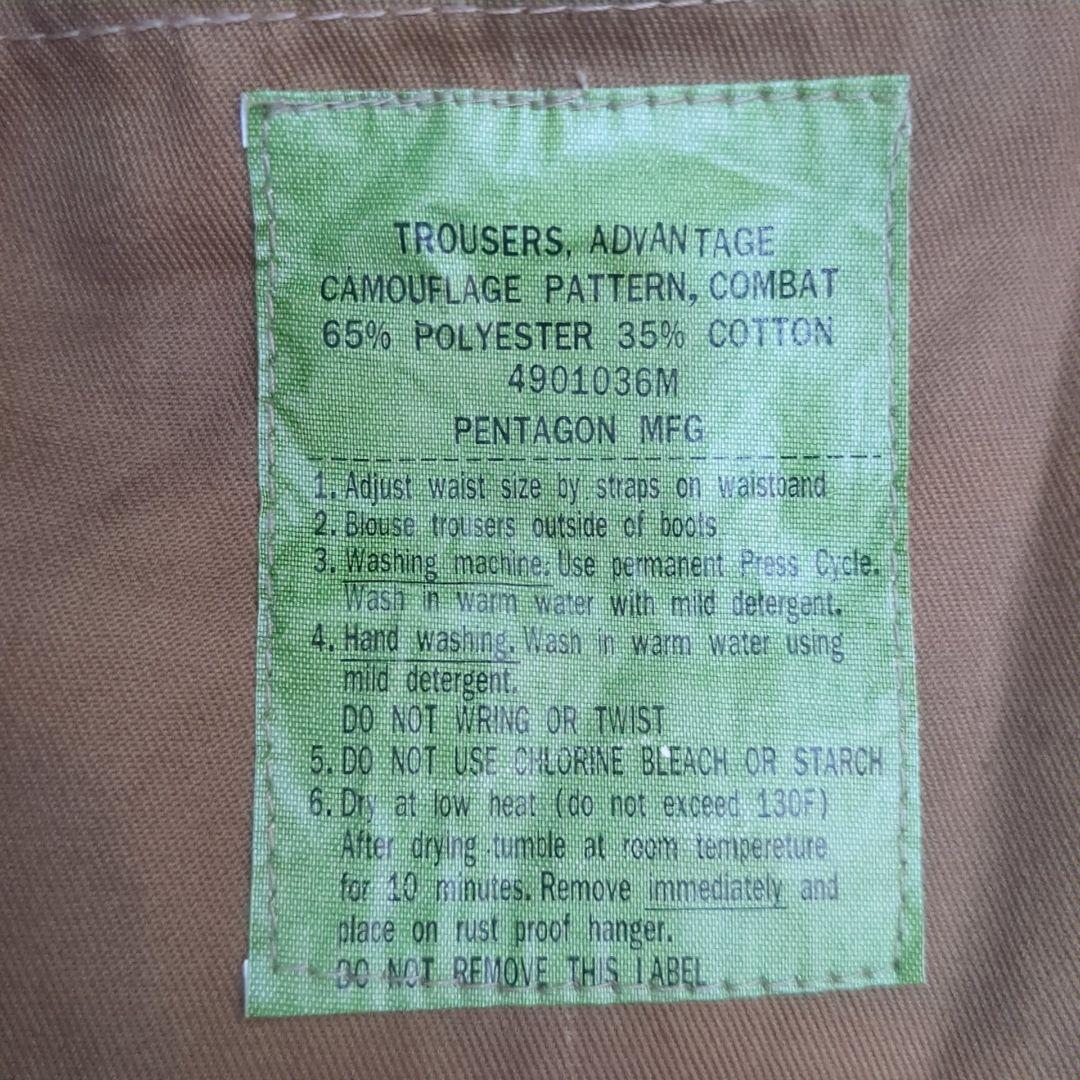 TROUSERS, ADVANTAGE
CAMOUFLAGE PATTERN, COMBAT
65% POLYESTER 35% COTTON
4901036M
PENTAGON MFG
1. Adjust waist size by straps on waistband
2. Blouse trousers outside of boots
3. Washing machine. Use permanent Press Cycle.
Wash in warm water with mild detergent.
4. Hand washing. Wash in warm water using
mild detergent.
DO NOT WRING OR TWIST
5. DO NOT USE CHLORINE BLEACH OR STARCH
6. Dry at low heat (do not exceed 130F)
After drying tumble at room tempereture
for 10 minutes. Remove immediately and
place on rust proof hanger.
DO NOT REMOVE THIS LABEL